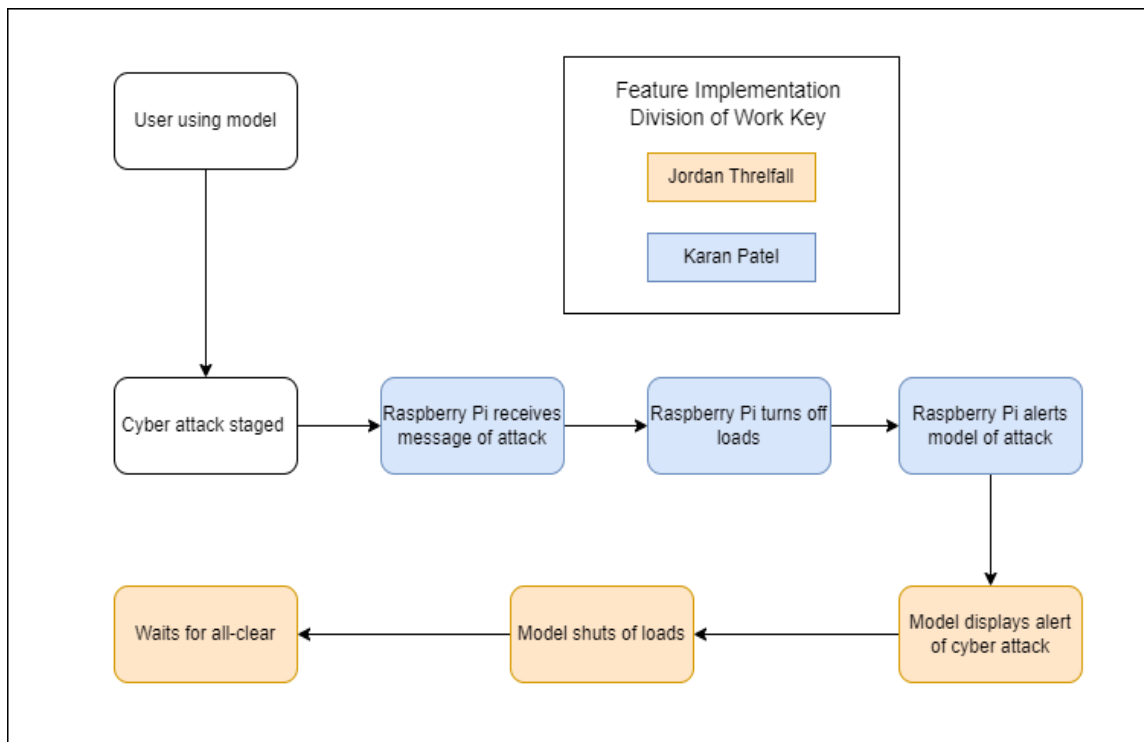 User using model
Feature Implementation
Division of Work Key
Jordan Threlfall
Karan Patel
Cyber attack staged
Raspberry Pi receives
message of attack
Raspberry Pi turns off
loads
Raspberry Pi alerts
model of attack
Model displays alert
of cyber attack
Model shuts of loads
Waits for all-clear